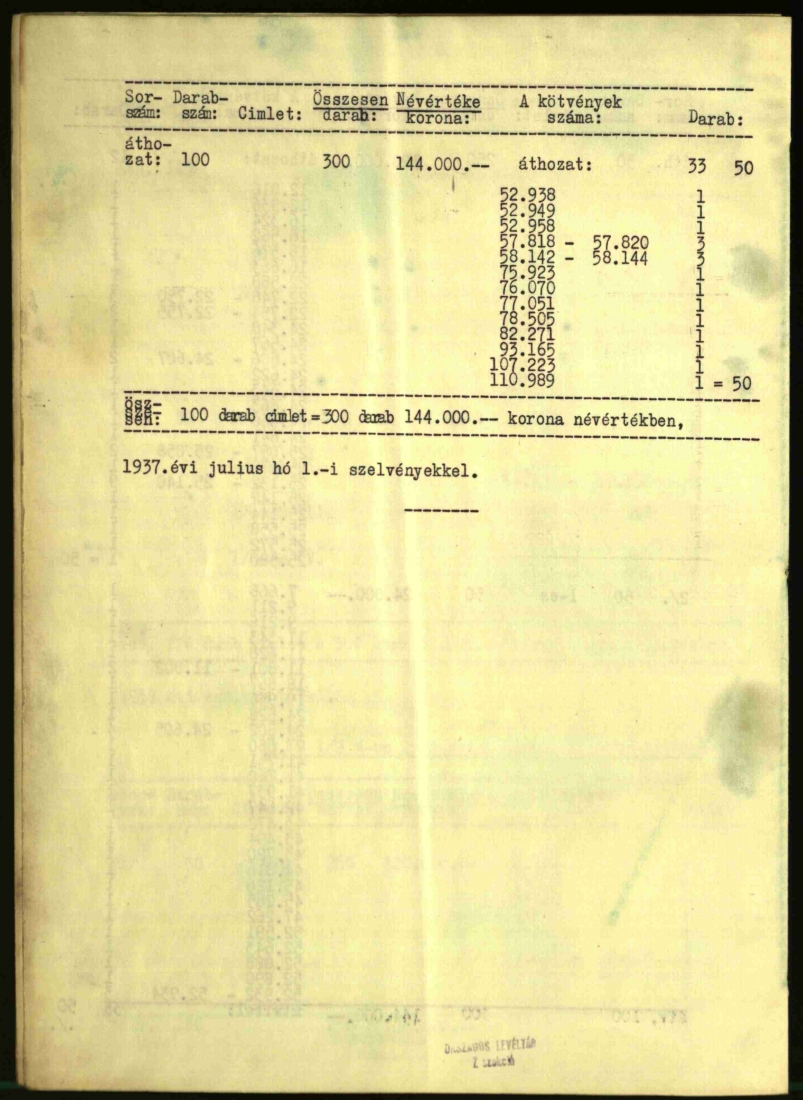 Sor- Darab- Összesen Névértéke A kötvények
szám: szám: Cimlet: darab: korona: száma: Darab:
átho-
zat: 100 300 144.000.-- áthozat: 33 50
52.938 1
52.949 1
52.958 1
57.818 - 57.820 3
58.142 - 58.144 3
75.923 1
76.070 1
77.051 1
78.505 1
82.271 1
93.165 1
107.223 1
110.989 1 = 50
Ösz-
sen: 100 darab cimlet=300 darab 144.000.-- korona névértékben,
1937.évi julius hó 1.-i szelvényekkel.
ORSZÁGOS LEVÉLTÁR
Z szekció